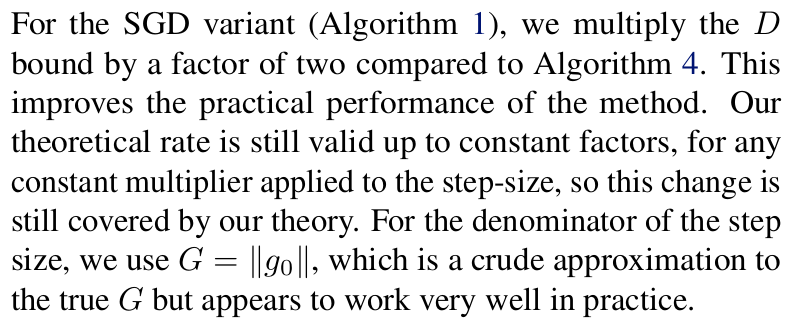 For the SGD variant (Algorithm 1), we multiply the D
bound by a factor of two compared to Algorithm 4. This
improves the practical performance of the method. Our
theoretical rate is still valid up to constant factors, for any
constant multiplier applied to the step-size, so this change is
still covered by our theory. For the denominator of the step
size, we use G = ‖g₀‖, which is a crude approximation to
the true G but appears to work very well in practice.